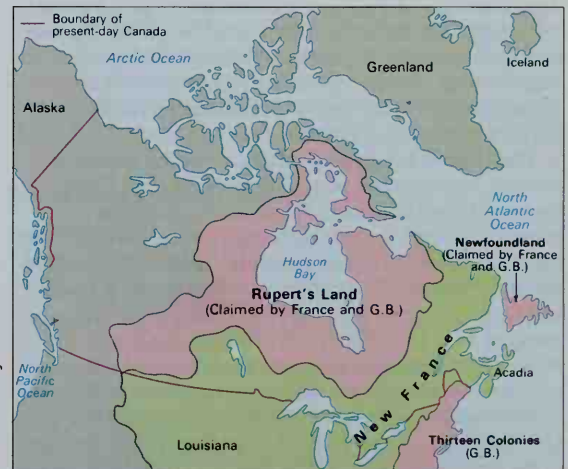 Boundary of
present-day Canada
Arctic Ocean
Greenland
Iceland
Alaska
North
Atlantic
Ocean
Newfoundland
(Claimed by France
and G.B.)
Hudson
Bay
Rupert's Land
(Claimed by France and G.B.)
North
Pacific
Ocean
New France
Acadia
Louisiana
Thirteen Colonies
(G.B.)